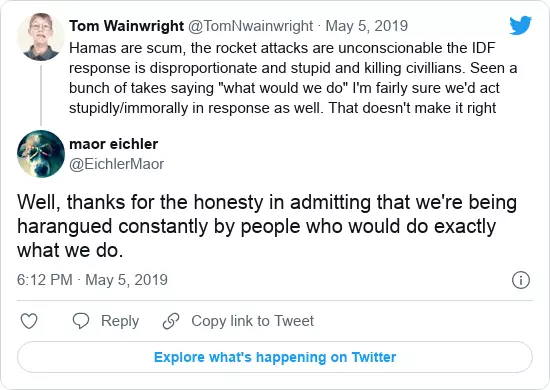 Tom Wainwright @TomNwainwright · May 5, 2019
Hamas are scum, the rocket attacks are unconscionable the IDF
response is disproportionate and stupid and killing civillians. Seen a
bunch of takes saying "what would we do" I'm fairly sure we'd act
stupidly/immorally in response as well. That doesn't make it right
maor eichler
@EichlerMaor
Well, thanks for the honesty in admitting that we're being
harangued constantly by people who would do exactly
what we do.
6:12 PM · May 5, 2019
Reply Copy link to Tweet
Explore what's happening on Twitter